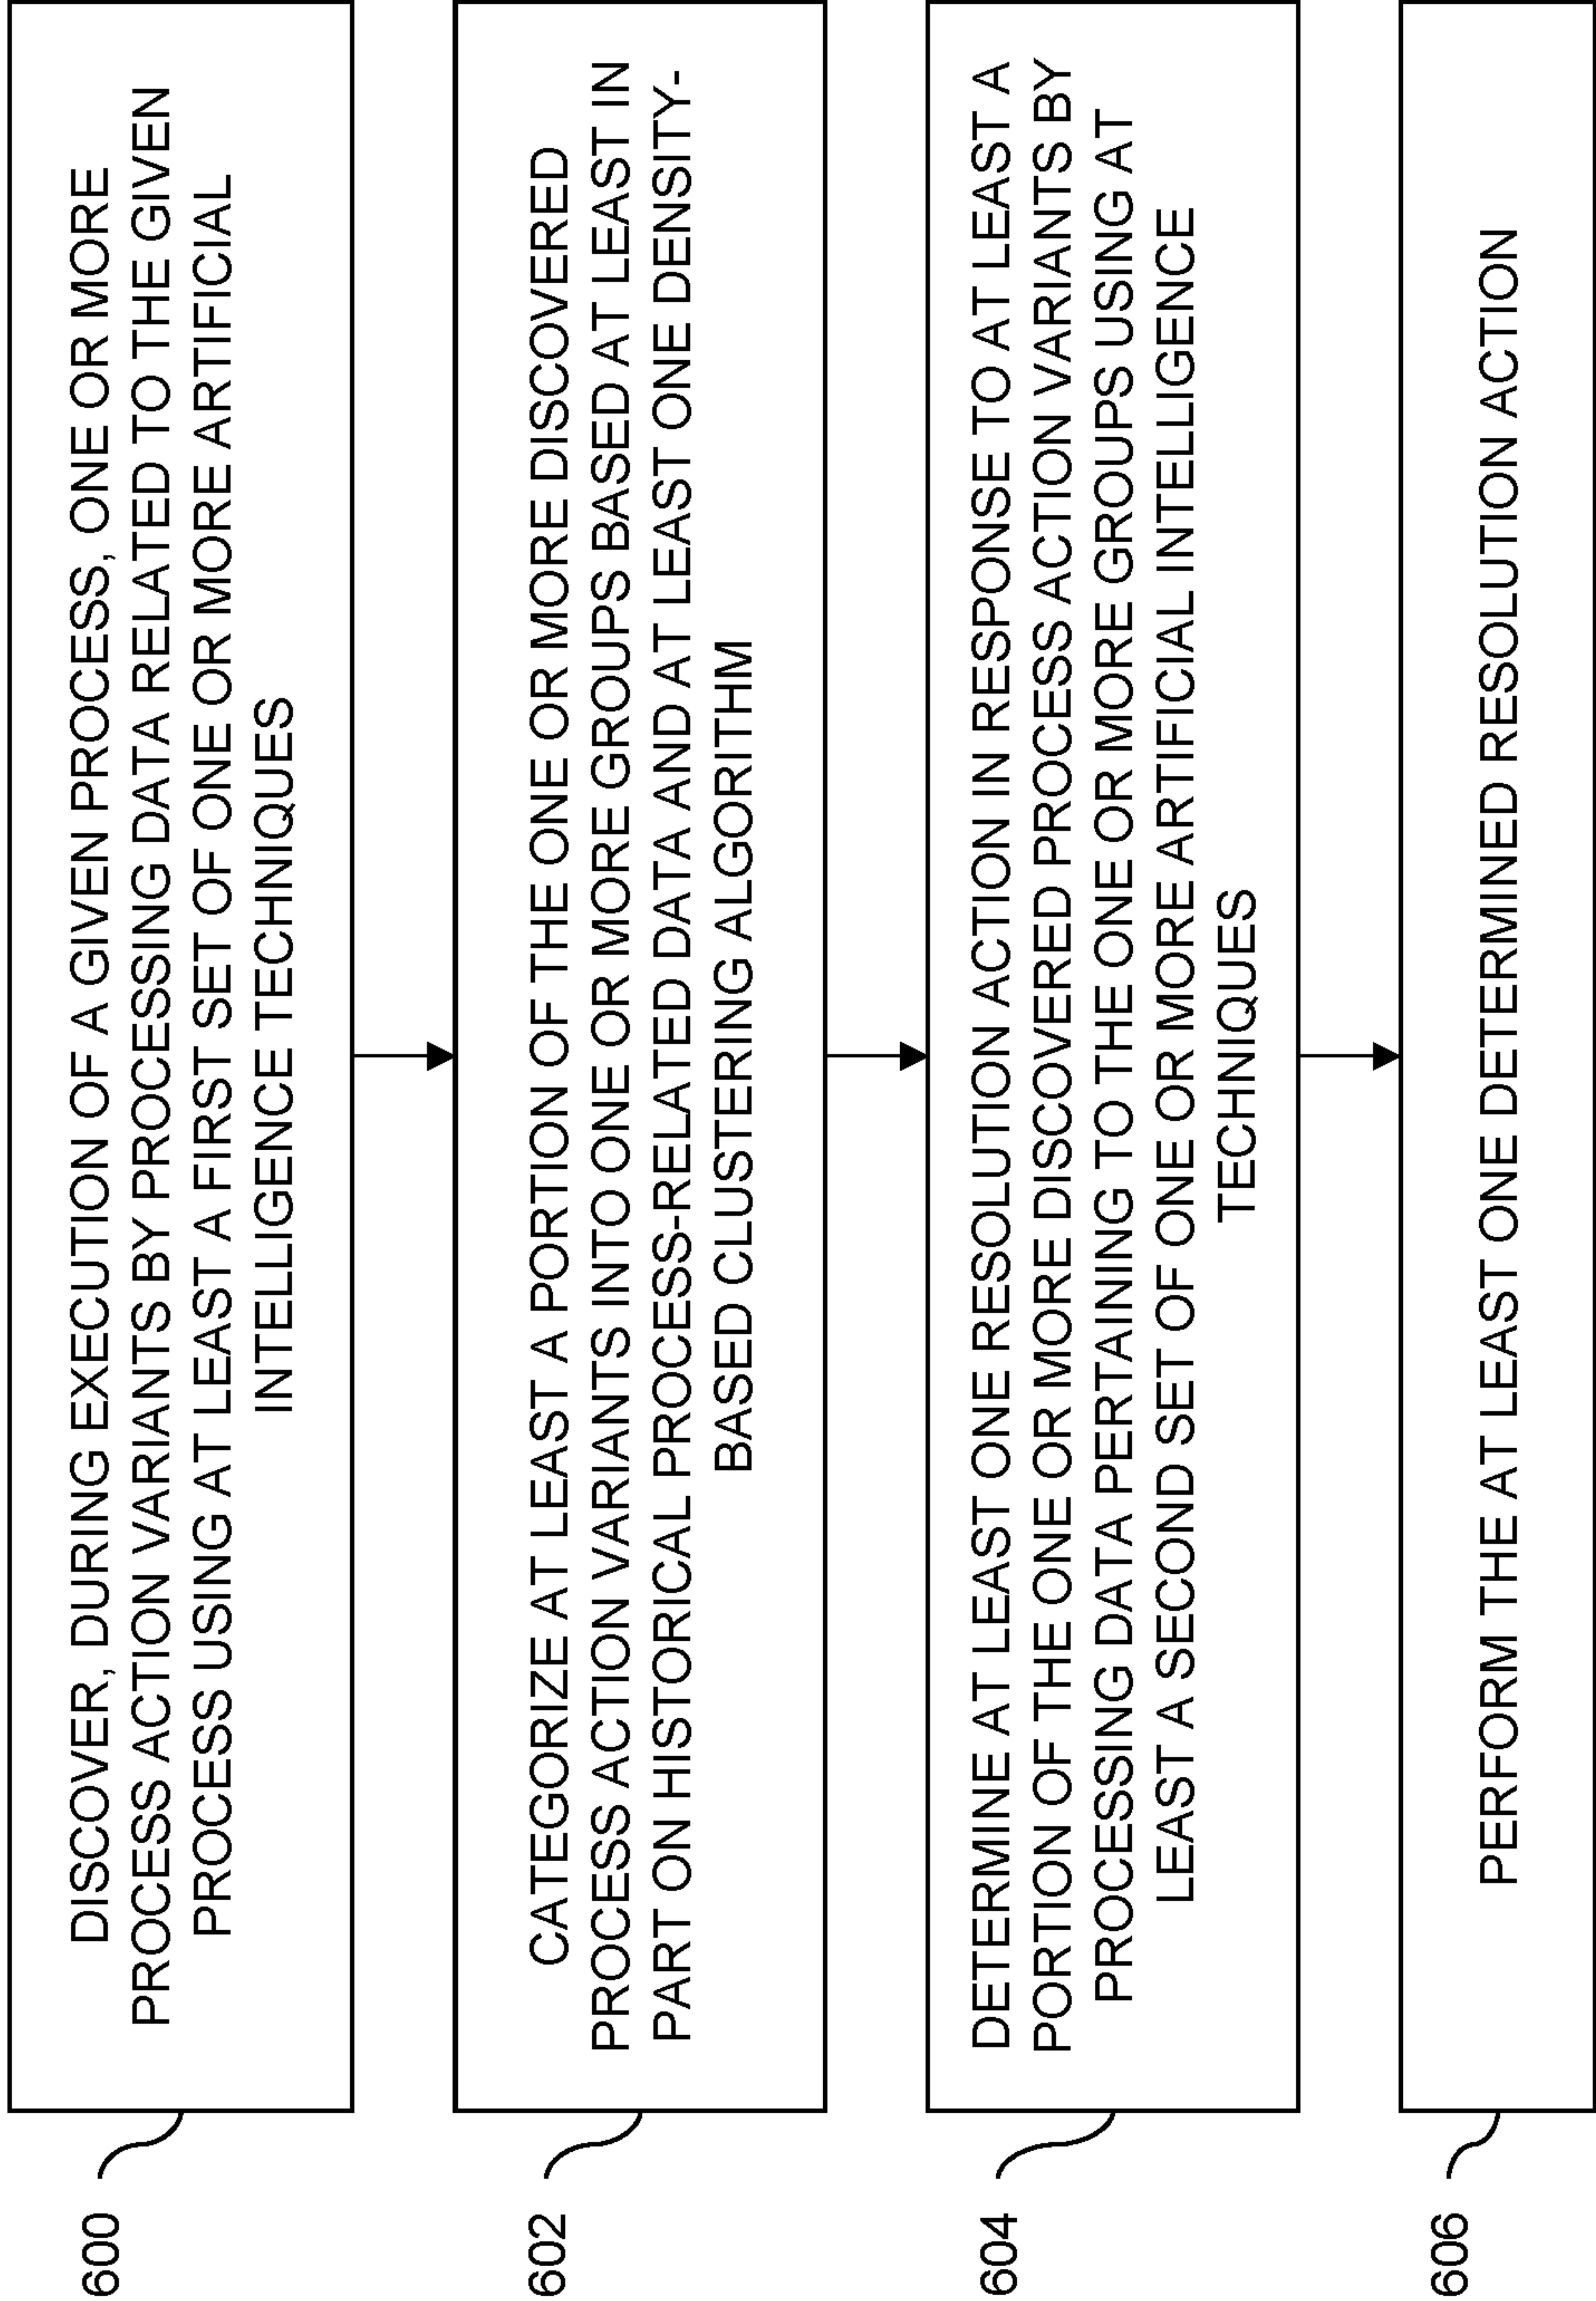 DISCOVER, DURING EXECUTION OF A GIVEN PROCESS, ONE OR MORE
PROCESS ACTION VARIANTS BY PROCESSING DATA RELATED TO THE GIVEN
PROCESS USING AT LEAST A FIRST SET OF ONE OR MORE ARTIFICIAL
INTELLIGENCE TECHNIQUES
600
CATEGORIZE AT LEAST A PORTION OF THE ONE OR MORE DISCOVERED
PROCESS ACTION VARIANTS INTO ONE OR MORE GROUPS BASED AT LEAST IN
PART ON HISTORICAL PROCESS-RELATED DATA AND AT LEAST ONE DENSITY-
BASED CLUSTERING ALGORITHM
602
DETERMINE AT LEAST ONE RESOLUTION ACTION IN RESPONSE TO AT LEAST A
PORTION OF THE ONE OR MORE DISCOVERED PROCESS ACTION VARIANTS BY
PROCESSING DATA PERTAINING TO THE ONE OR MORE GROUPS USING AT
LEAST A SECOND SET OF ONE OR MORE ARTIFICIAL INTELLIGENCE
TECHNIQUES
604
PERFORM THE AT LEAST ONE DETERMINED RESOLUTION ACTION
606